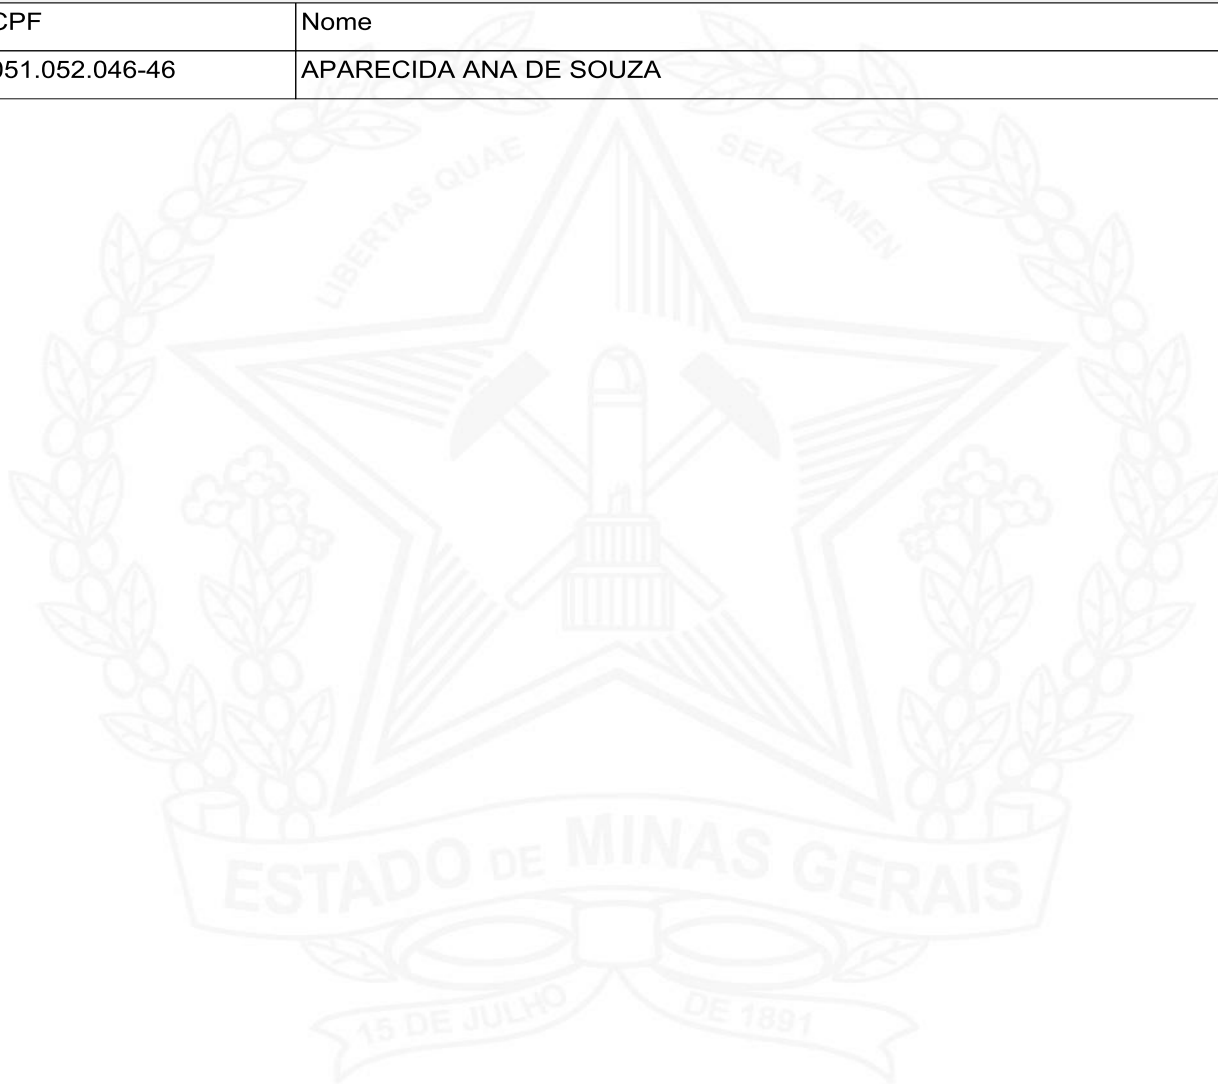 CPF Nome
051.052.046-46 APARECIDA ANA DE SOUZA
LIBERTAS QUAE SERA TAMEN
ESTADO DE MINAS GERAIS
15 DE JULHO DE 1891